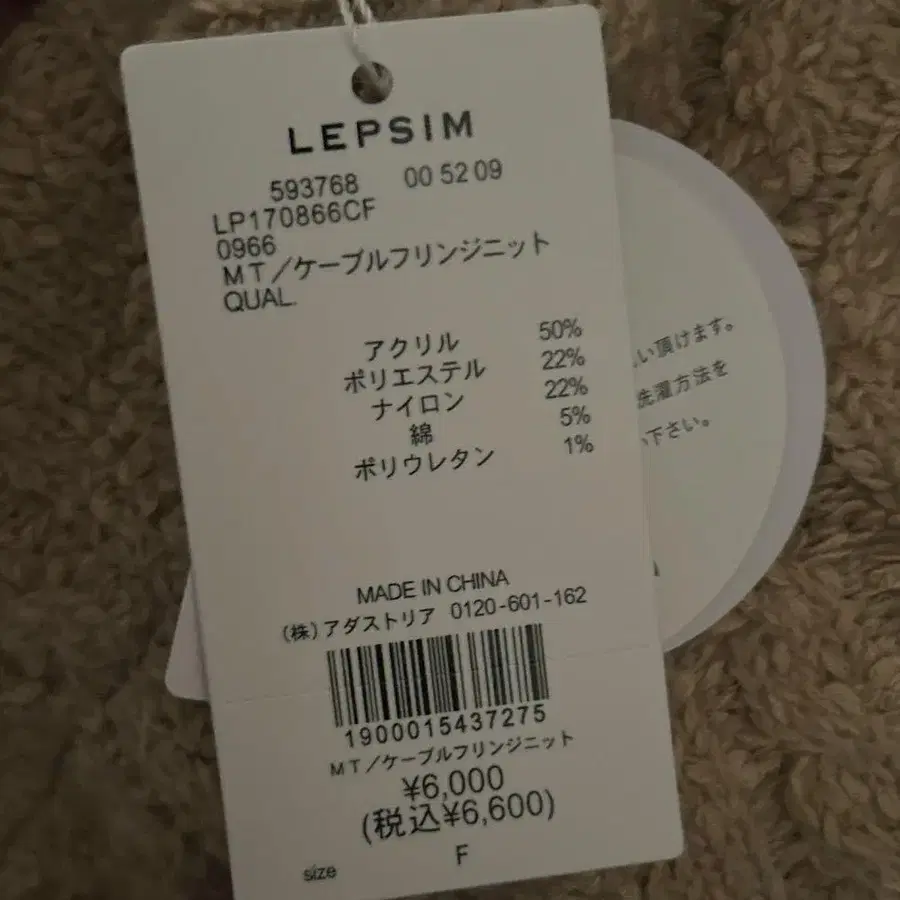 LEPSIM
593768 00 52 09
LP170866CF
0966
MT/ケーブルフリンジニット
QUAL.
アクリル 50%
ポリエステル 22%
ナイロン 22%
綿 5%
ポリウレタン 1%
MADE IN CHINA
(株)アダストリア 0120-601-162
1900015437275
MT/ケーブルフリンジニット
¥6,000
(税込¥6,600)
size F
い頂けます。
洗濯方法を
下さい。